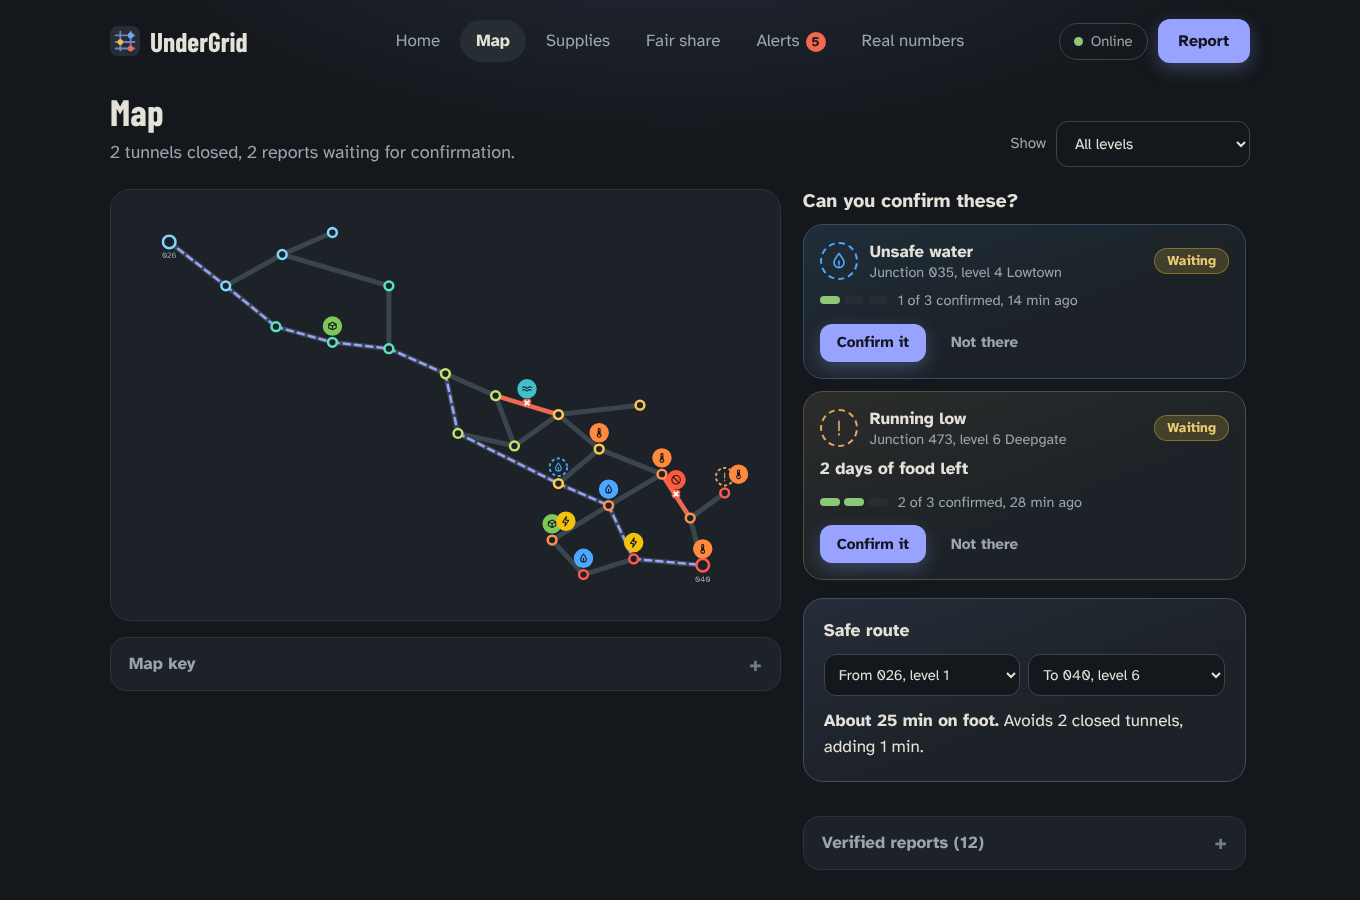 UnderGrid
Home
Map
Supplies
Fair share
Alerts 5
Real numbers
Online
Report
Map
2 tunnels closed, 2 reports waiting for confirmation.
Show
All levels
026
040
Map key
+
Can you confirm these?
Unsafe water
Junction 035, level 4 Lowtown
Waiting
1 of 3 confirmed, 14 min ago
Confirm it
Not there
Running low
Junction 473, level 6 Deepgate
Waiting
2 days of food left
2 of 3 confirmed, 28 min ago
Confirm it
Not there
Safe route
From 026, level 1
To 040, level 6
About 25 min on foot. Avoids 2 closed tunnels,
adding 1 min.
Verified reports (12)
+